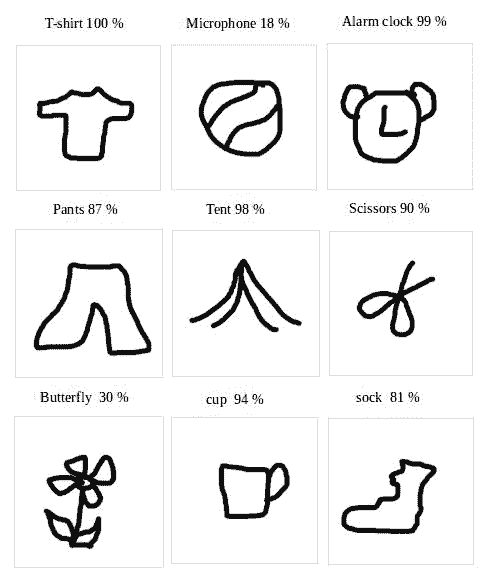 T-shirt 100 %
Microphone 18 %
Alarm clock 99 %
Pants 87 %
Tent 98 %
Scissors 90 %
Butterfly 30 %
cup 94 %
sock 81 %